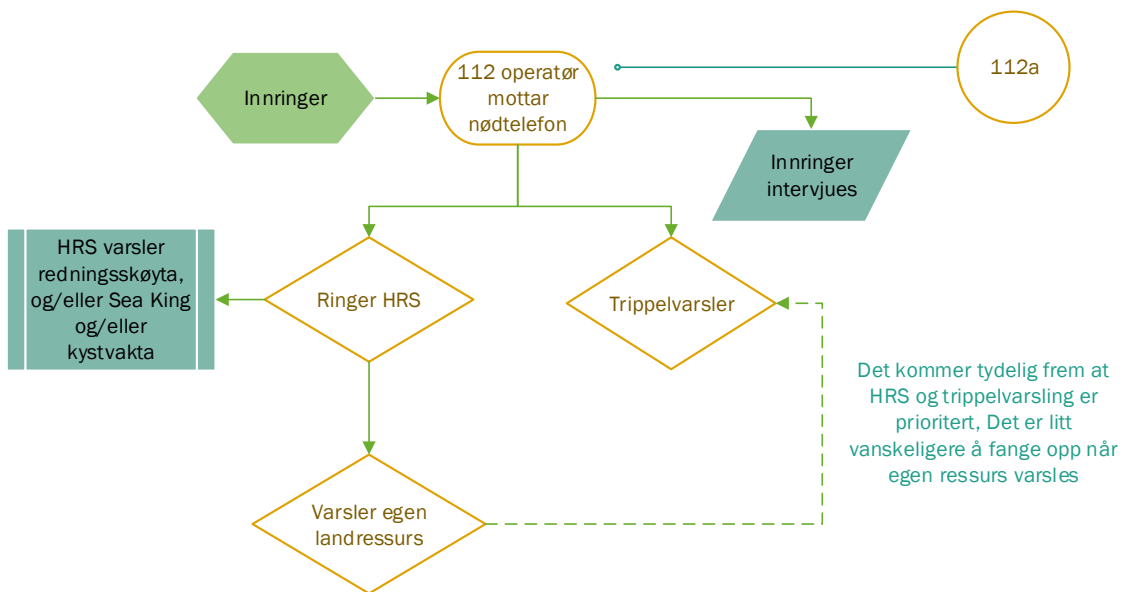 Innringer
112 operatør
mottar
nødtelefon
112a
Innringer
intervjues
HRS varsler
redningsskøyta,
og/eller Sea King
og/eller
kystvakta
Ringer HRS
Trippelvarsler
Det kommer tydelig frem at
HRS og trippelvarsling er
prioritert, Det er litt
vanskeligere å fange opp når
egen ressurs varsles
Varsler egen
landressurs